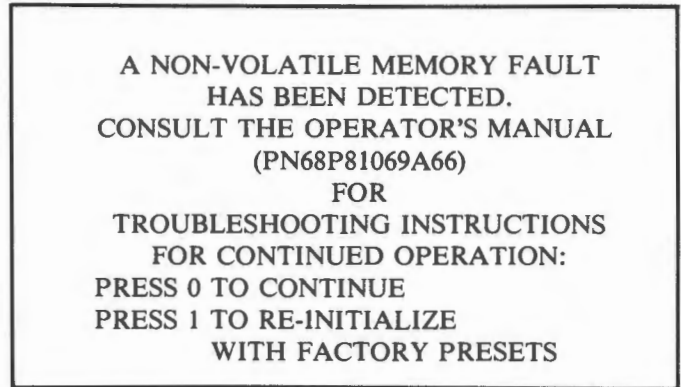 A NON-VOLATILE MEMORY FAULT
HAS BEEN DETECTED.
CONSULT THE OPERATOR'S MANUAL
(PN68P81069A66)
FOR
TROUBLESHOOTING INSTRUCTIONS
FOR CONTINUED OPERATION:
PRESS 0 TO CONTINUE
PRESS 1 TO RE-INITIALIZE
WITH FACTORY PRESETS